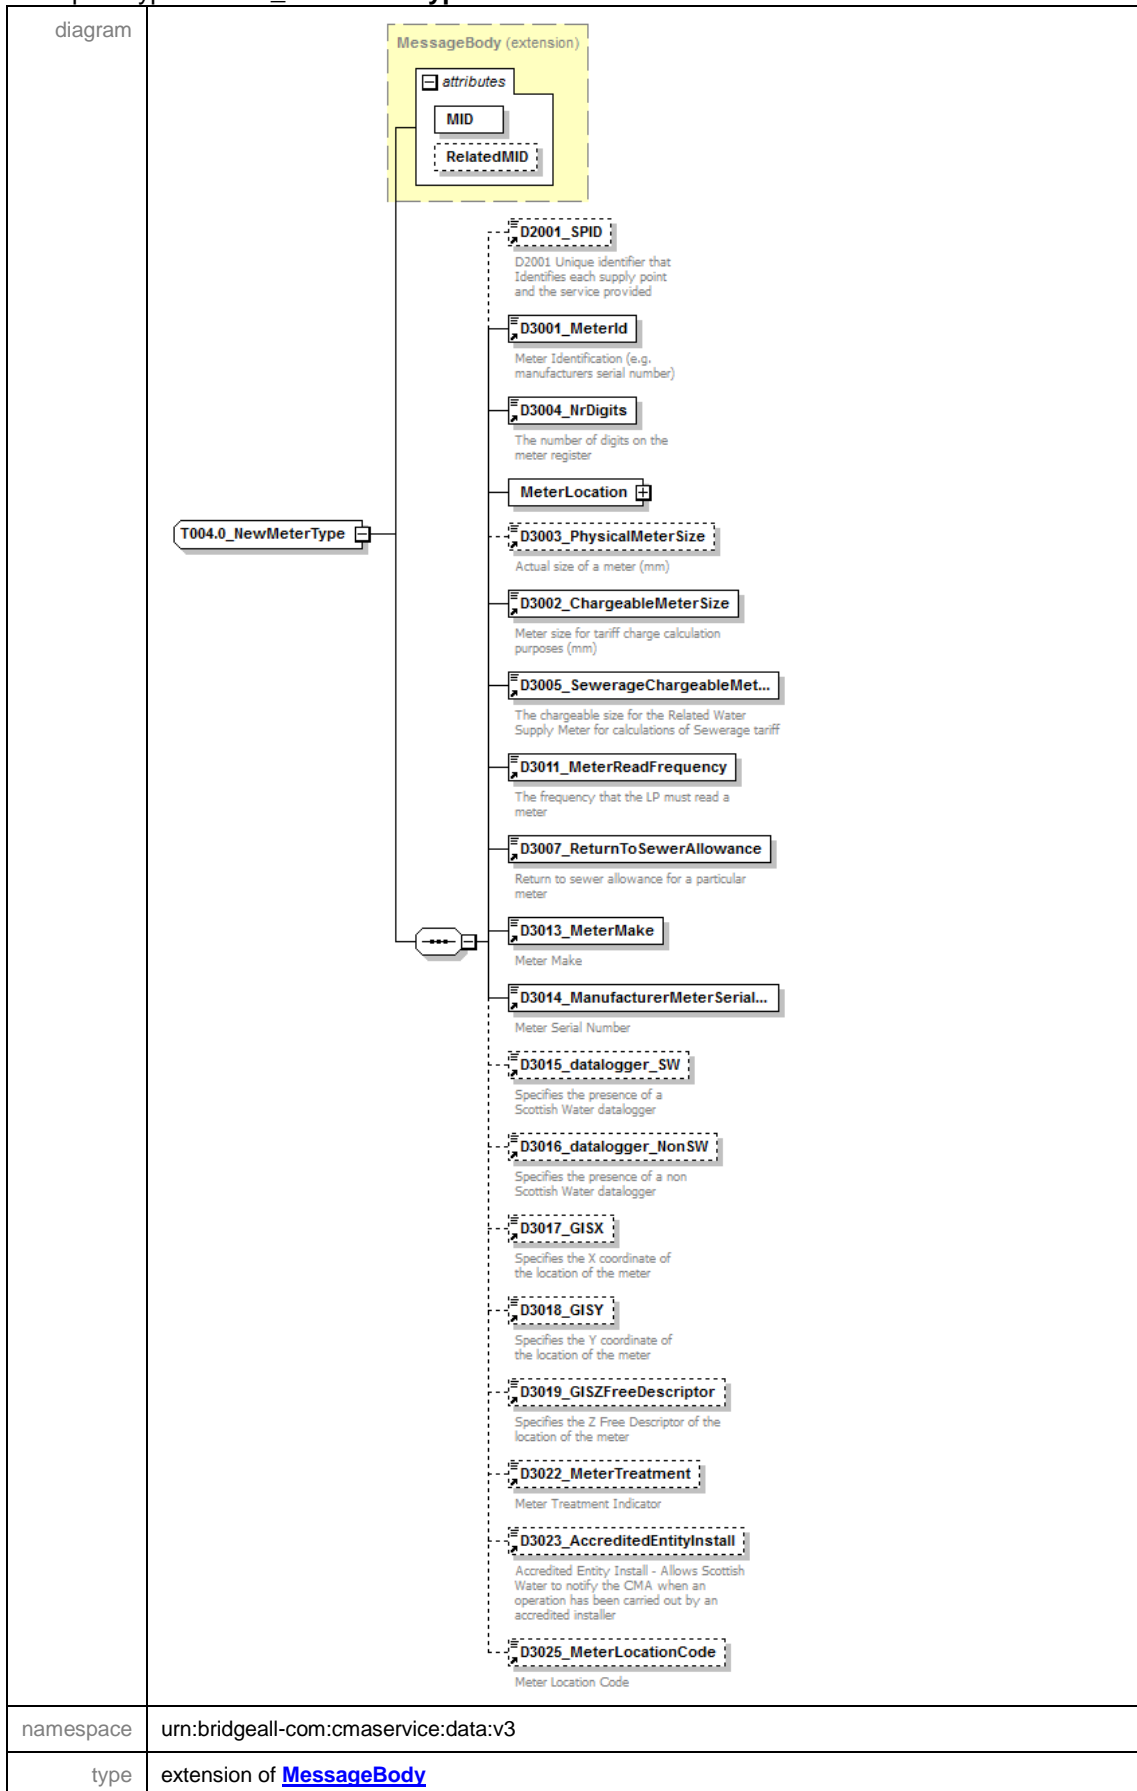 diagram
MessageBody (extension)
attributes
MID
RelatedMID
D2001_SPID
D2001 Unique identifier that
Identifies each supply point
and the service provided
D3001_MeterId
Meter Identification (e.g.
manufacturers serial number)
D3004_NrDigits
The number of digits on the
meter register
MeterLocation
T004.0_NewMeterType
D3003_PhysicalMeterSize
Actual size of a meter (mm)
D3002_ChargeableMeterSize
Meter size for tariff charge calculation
purposes (mm)
D3005_SewerageChargeableMet...
The chargeable size for the Related Water
Supply Meter for calculations of Sewerage tariff
D3011_MeterReadFrequency
The frequency that the LP must read a
meter
D3007_ReturnToSewerAllowance
Return to sewer allowance for a particular
meter
D3013_MeterMake
Meter Make
D3014_ManufacturerMeterSerial...
Meter Serial Number
D3015_datalogger_SW
Specifies the presence of a
Scottish Water datalogger
D3016_datalogger_NonSW
Specifies the presence of a non
Scottish Water datalogger
D3017_GISX
Specifies the X coordinate of
the location of the meter
D3018_GISY
Specifies the Y coordinate of
the location of the meter
D3019_GISZFreeDescriptor
Specifies the Z Free Descriptor of the
location of the meter
D3022_MeterTreatment
Meter Treatment Indicator
D3023_AccreditedEntityInstall
Accredited Entity Install - Allows Scottish
Water to notify the CMA when an
operation has been carried out by an
accredited installer
D3025_MeterLocationCode
Meter Location Code
namespace urn:bridgeall-com:cmaservice:data:v3
type extension of MessageBody